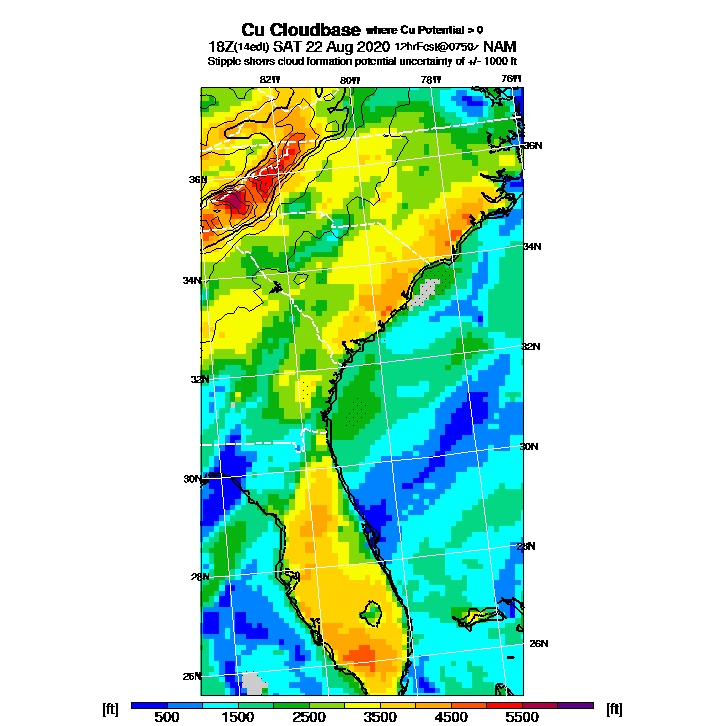 Cu Cloudbase where Cu Potential > 0
18Z(14edt) SAT 22 Aug 2020 12hrFcst@0750z NAM
Stipple shows cloud formation potential uncertainty of +/- 1000 ft
82W 80W 78W 76W
36N
36N
34N
34N
32N
32N
30N
30N
28N
28N
26N
26N
[ft] 500 1500 2500 3500 4500 5500 [ft]